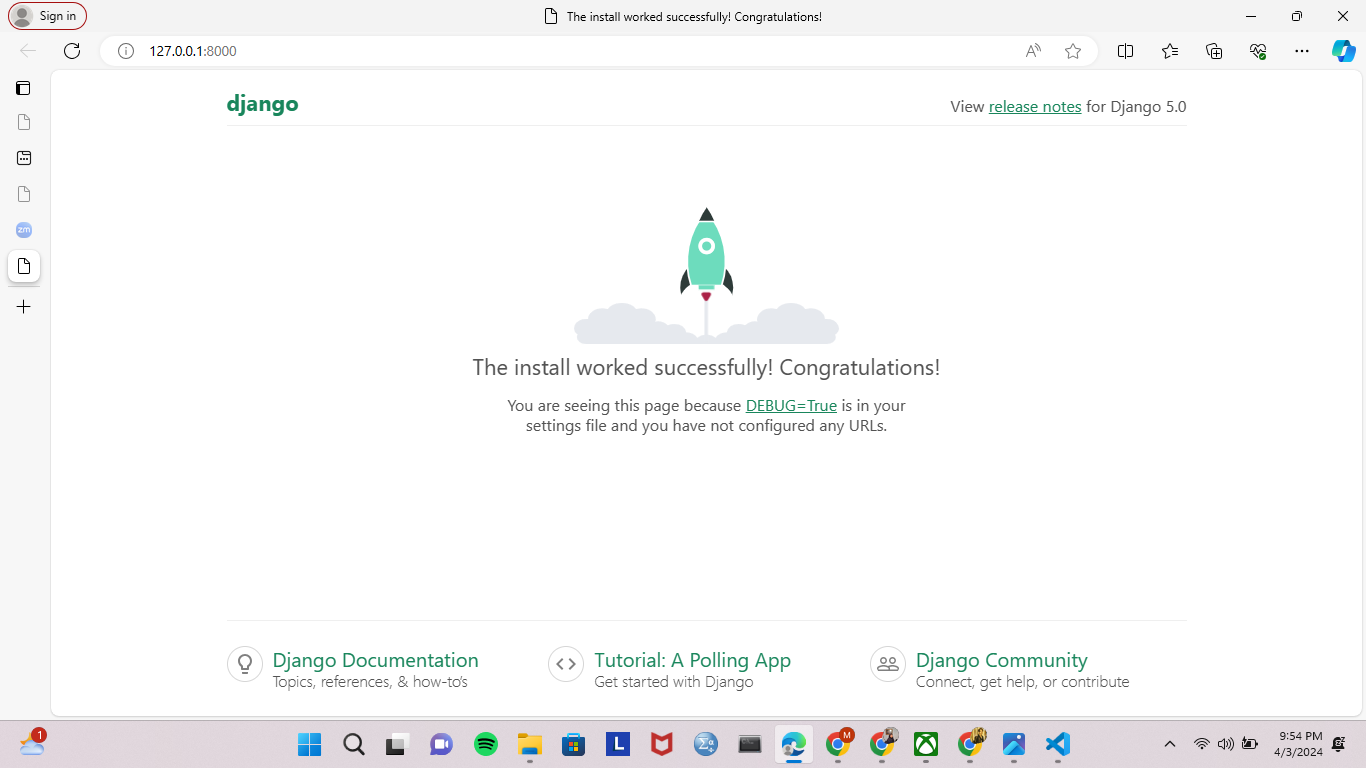 Sign in
The install worked successfully! Congratulations!
127.0.0.1:8000
django
View release notes for Django 5.0
The install worked successfully! Congratulations!
You are seeing this page because DEBUG=True is in your
settings file and you have not configured any URLs.
Django Documentation
Topics, references, & how-to's
Tutorial: A Polling App
Get started with Django
Django Community
Connect, get help, or contribute
zm
1
L
M
9:54 PM
4/3/2024